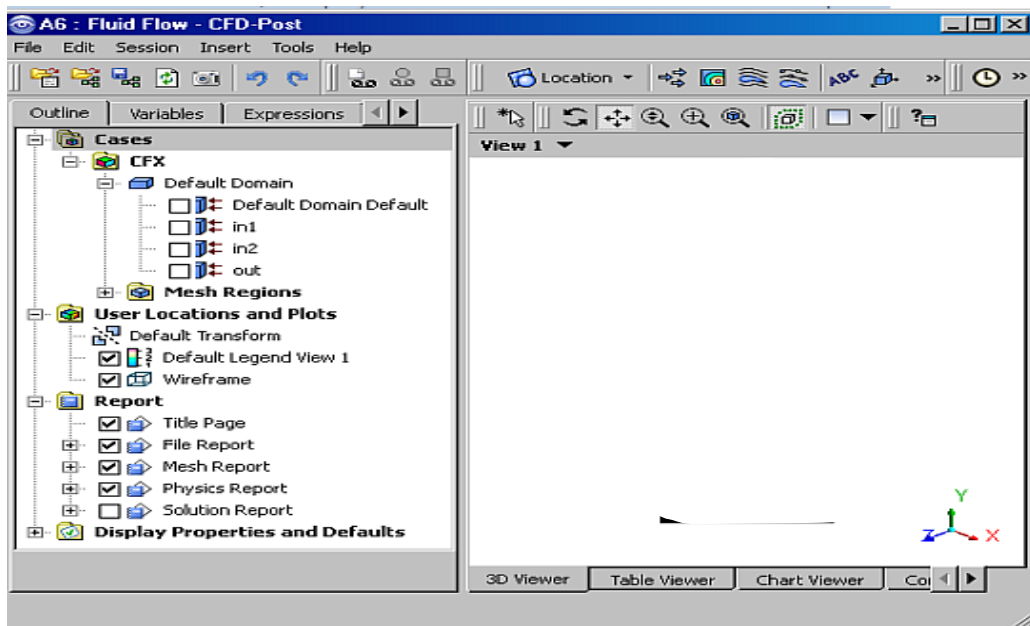 A6 : Fluid Flow - CFD-Post
File Edit Session Insert Tools Help
Location
Outline Variables Expressions
View 1
Cases
CFX
Default Domain
Default Domain Default
in1
in2
out
Mesh Regions
User Locations and Plots
Default Transform
Default Legend View 1
Wireframe
Report
Title Page
File Report
Mesh Report
Physics Report
Solution Report
Display Properties and Defaults
Y
Z X
3D Viewer Table Viewer Chart Viewer